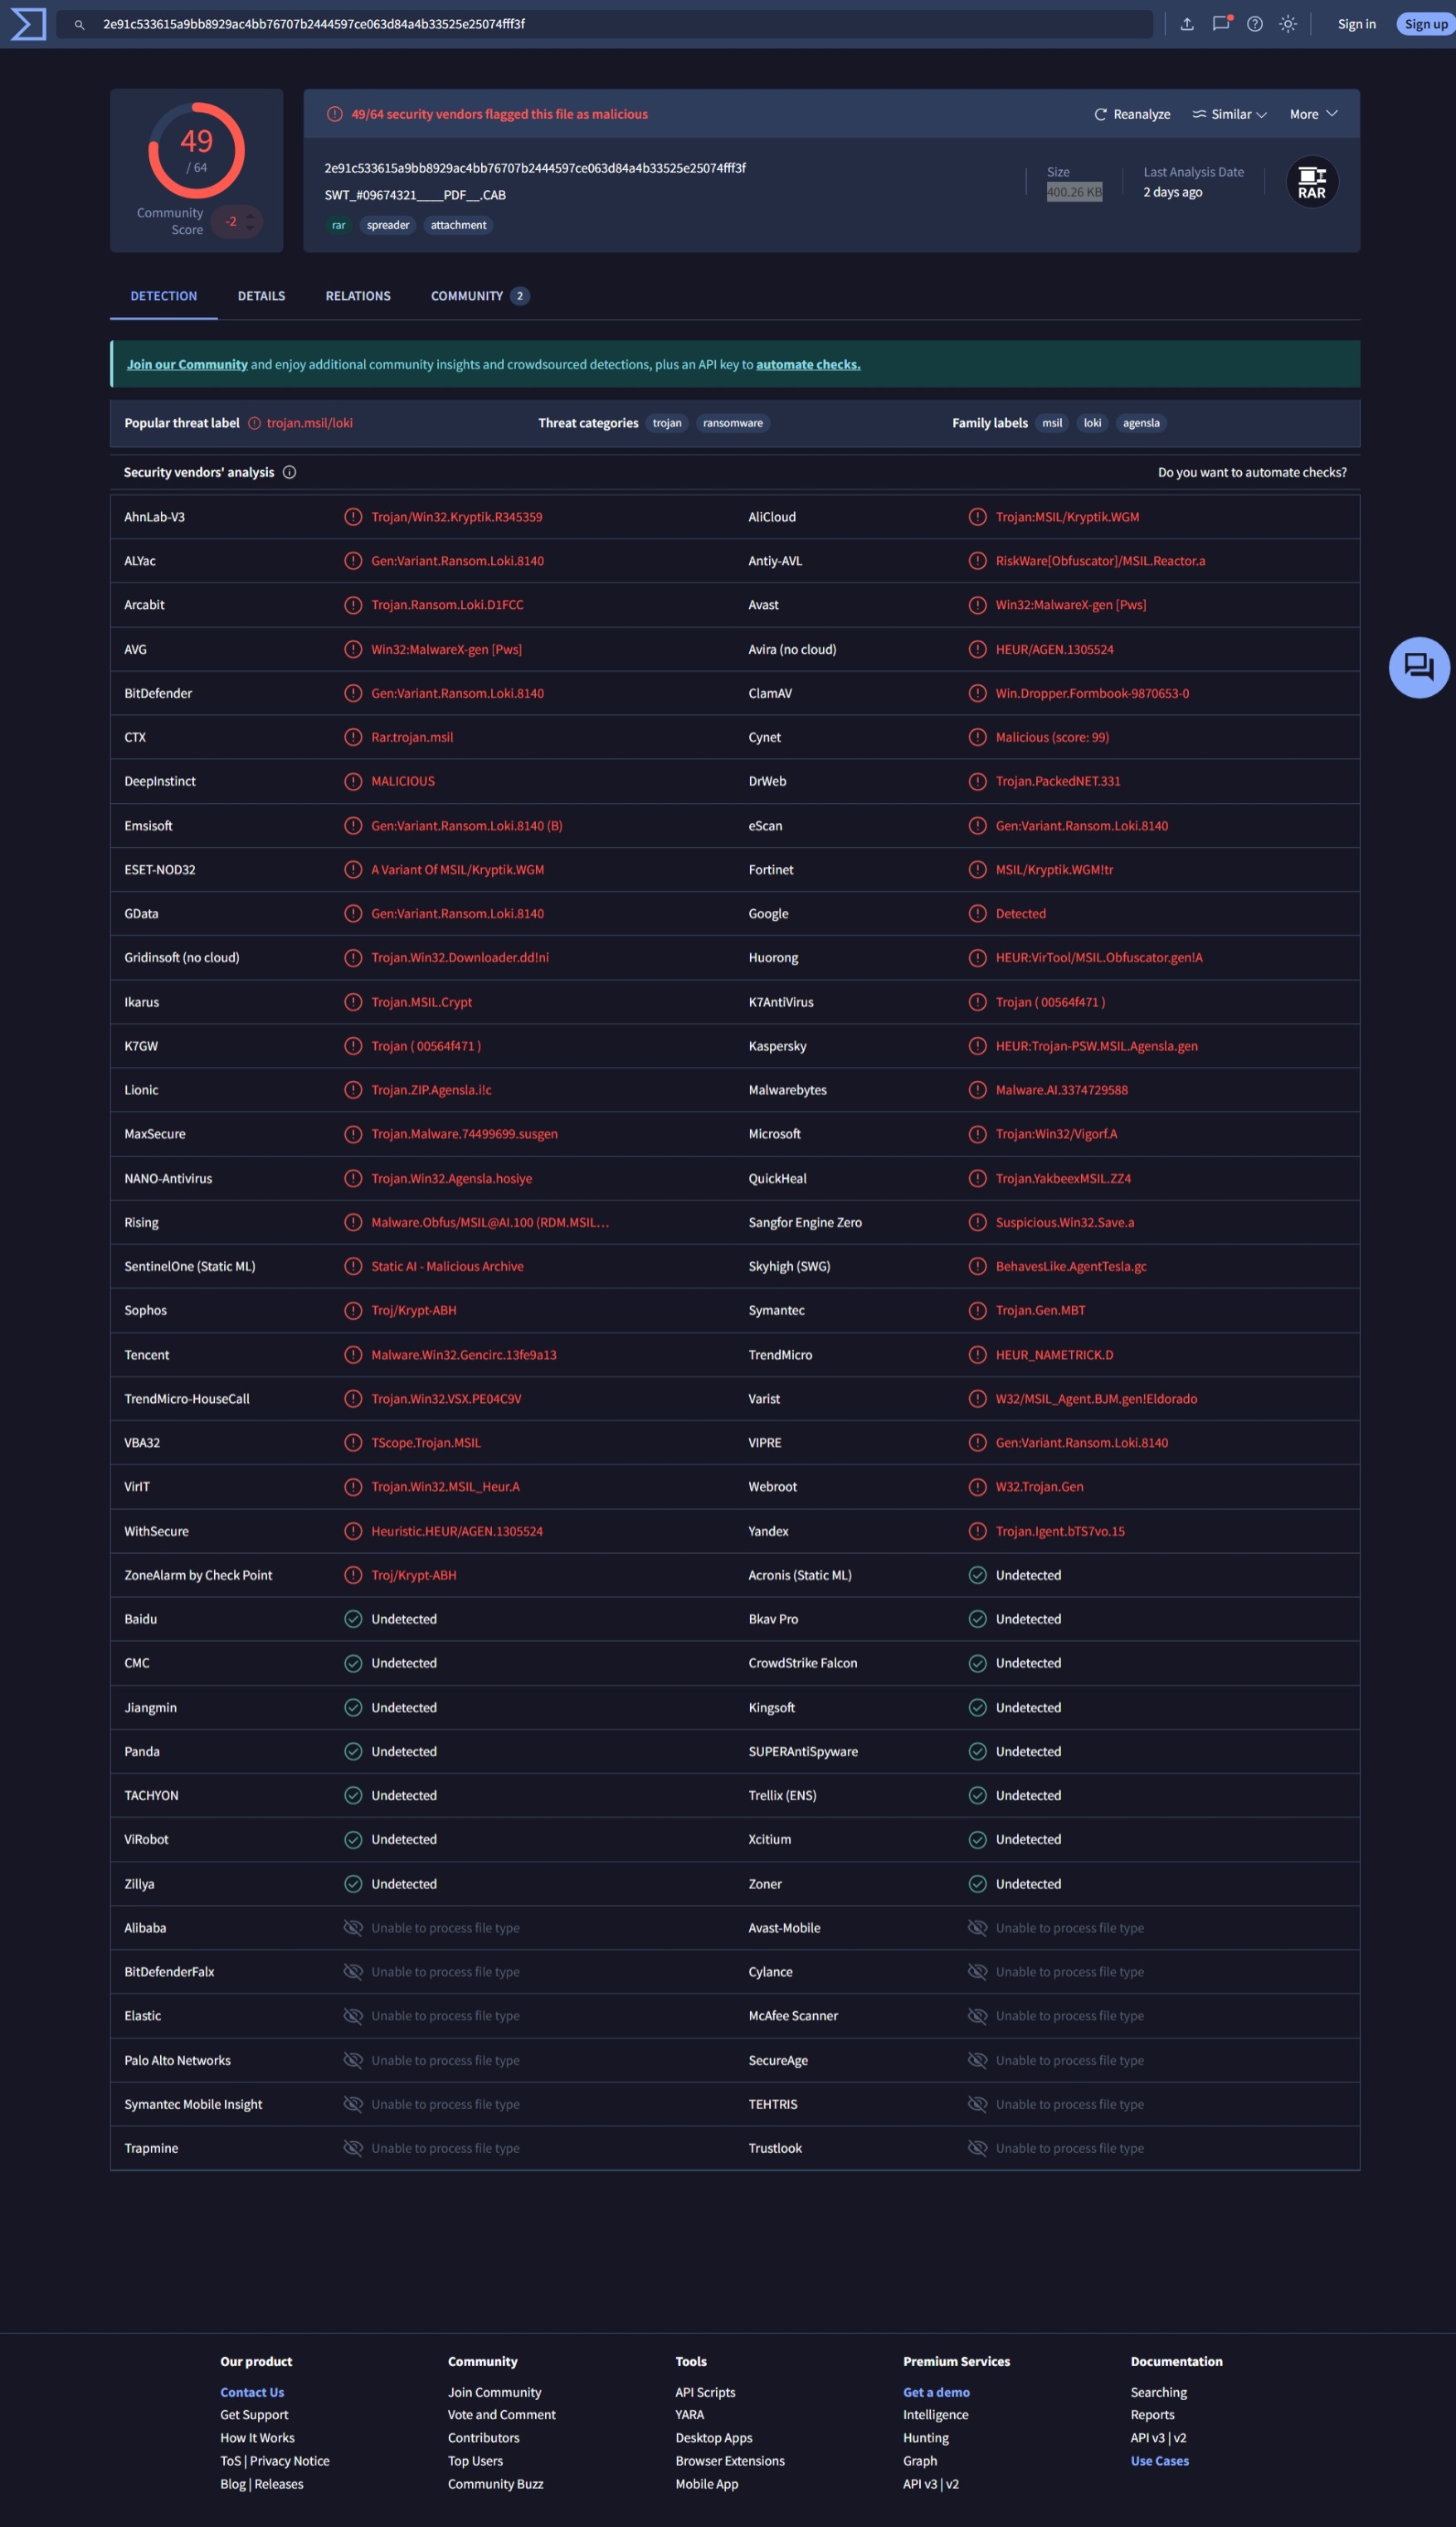 2e91c533615a9bb8929ac4bb76707b2444597ce063d84a4b33525e25074fff3f
Sign in
Sign up
49
/ 64
Community
Score
-2
49/64 security vendors flagged this file as malicious
Reanalyze
Similar
More
2e91c533615a9bb8929ac4bb76707b2444597ce063d84a4b33525e25074fff3f
SWT_#09674321____PDF__.CAB
rar spreader attachment
Size
400.26 KB
Last Analysis Date
2 days ago
RAR
DETECTION DETAILS RELATIONS COMMUNITY 2
Join our Community and enjoy additional community insights and crowdsourced detections, plus an API key to automate checks.
Popular threat label trojan.msil/loki Threat categories trojan ransomware Family labels msil loki agensla
Security vendors' analysis Do you want to automate checks?
AhnLab-V3 Trojan/Win32.Kryptik.R345359 AliCloud Trojan:MSIL/Kryptik.WGM
ALYac Gen:Variant.Ransom.Loki.8140 Antiy-AVL RiskWare[Obfuscator]/MSIL.Reactor.a
Arcabit Trojan.Ransom.Loki.D1FCC Avast Win32:MalwareX-gen [Pws]
AVG Win32:MalwareX-gen [Pws] Avira (no cloud) HEUR/AGEN.1305524
BitDefender Gen:Variant.Ransom.Loki.8140 ClamAV Win.Dropper.Formbook-9870653-0
CTX Rar.trojan.msil Cynet Malicious (score: 99)
DeepInstinct MALICIOUS DrWeb Trojan.PackedNET.331
Emsisoft Gen:Variant.Ransom.Loki.8140 (B) eScan Gen:Variant.Ransom.Loki.8140
ESET-NOD32 A Variant Of MSIL/Kryptik.WGM Fortinet MSIL/Kryptik.WGM!tr
GData Gen:Variant.Ransom.Loki.8140 Google Detected
Gridinsoft (no cloud) Trojan.Win32.Downloader.dd!ni Huorong HEUR:VirTool/MSIL.Obfuscator.gen!A
Ikarus Trojan.MSIL.Crypt K7AntiVirus Trojan ( 00564f471 )
K7GW Trojan ( 00564f471 ) Kaspersky HEUR:Trojan-PSW.MSIL.Agensla.gen
Lionic Trojan.ZIP.Agensla.i!c Malwarebytes Malware.AI.3374729588
MaxSecure Trojan.Malware.74499699.susgen Microsoft Trojan:Win32/Vigorf.A
NANO-Antivirus Trojan.Win32.Agensla.hosiye QuickHeal Trojan.YakbeexMSIL.ZZ4
Rising Malware.Obfus/MSIL@AI.100 (RDM.MSIL... Sangfor Engine Zero Suspicious.Win32.Save.a
SentinelOne (Static ML) Static AI - Malicious Archive Skyhigh (SWG) BehavesLike.AgentTesla.gc
Sophos Troj/Krypt-ABH Symantec Trojan.Gen.MBT
Tencent Malware.Win32.Gencirc.13fe9a13 TrendMicro HEUR_NAMETRICK.D
TrendMicro-HouseCall Trojan.Win32.VSX.PE04C9V Varist W32/MSIL_Agent.BJM.gen!Eldorado
VBA32 TScope.Trojan.MSIL VIPRE Gen:Variant.Ransom.Loki.8140
VirIT Trojan.Win32.MSIL_Heur.A Webroot W32.Trojan.Gen
WithSecure Heuristic.HEUR/AGEN.1305524 Yandex Trojan.Igent.bTS7vo.15
ZoneAlarm by Check Point Troj/Krypt-ABH Acronis (Static ML) Undetected
Baidu Undetected Bkav Pro Undetected
CMC Undetected CrowdStrike Falcon Undetected
Jiangmin Undetected Kingsoft Undetected
Panda Undetected SUPERAntiSpyware Undetected
TACHYON Undetected Trellix (ENS) Undetected
ViRobot Undetected Xcitium Undetected
Zillya Undetected Zoner Undetected
Alibaba Unable to process file type Avast-Mobile Unable to process file type
BitDefenderFalx Unable to process file type Cylance Unable to process file type
Elastic Unable to process file type McAfee Scanner Unable to process file type
Palo Alto Networks Unable to process file type SecureAge Unable to process file type
Symantec Mobile Insight Unable to process file type TEHTRIS Unable to process file type
Trapmine Unable to process file type Trustlook Unable to process file type
Our product Community Tools Premium Services Documentation
Contact Us Join Community API Scripts Get a demo Searching
Get Support Vote and Comment YARA Intelligence Reports
How It Works Contributors Desktop Apps Hunting API v3 | v2
ToS | Privacy Notice Top Users Browser Extensions Graph Use Cases
Blog | Releases Community Buzz Mobile App API v3 | v2